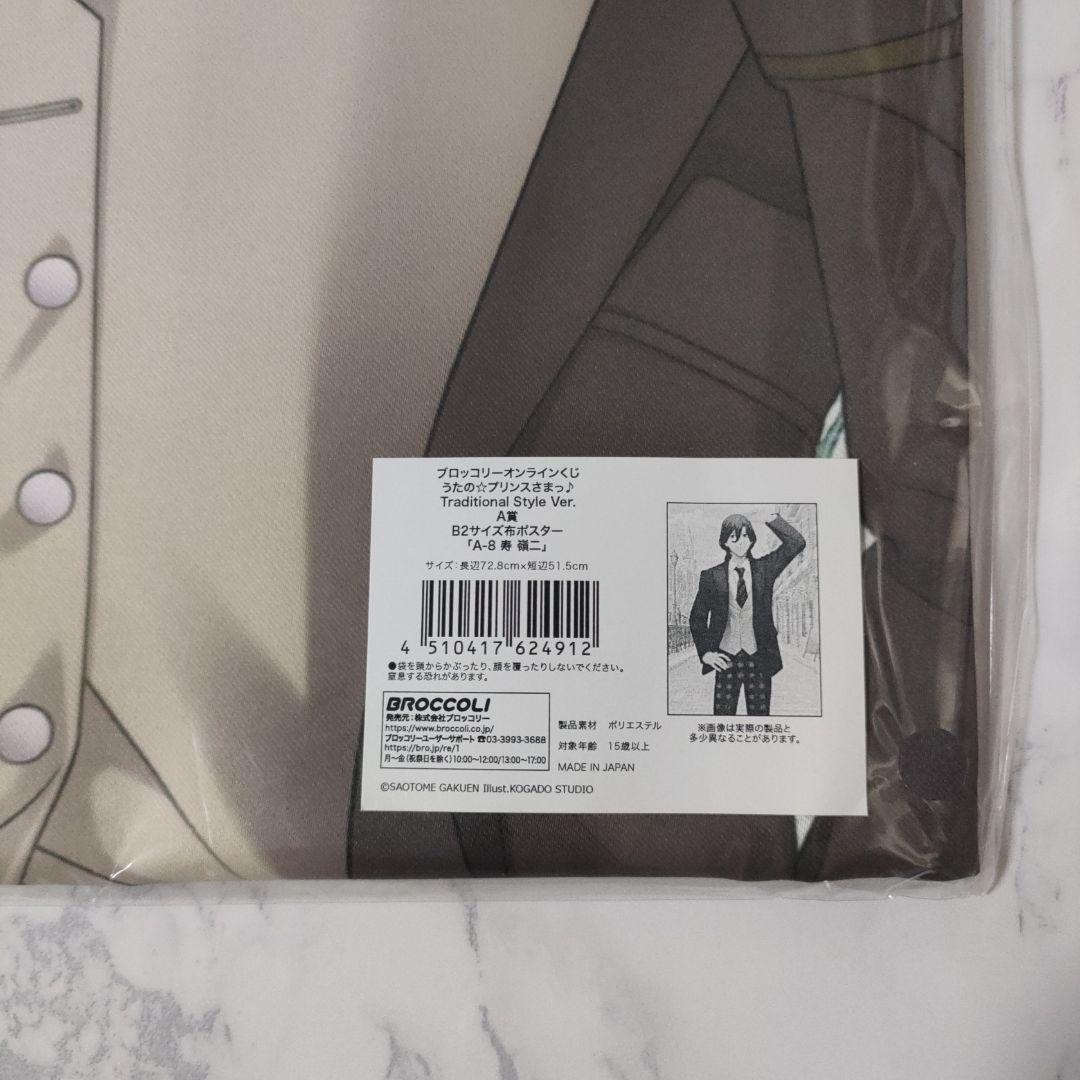 ブロッコリーオンラインくじ
うたの☆プリンスさまっ♪
Traditional Style Ver.
A賞
B2サイズ布ポスター
「A-8 寿 嶺二」
サイズ：長辺72.8cm×短辺51.5cm
4 510417 624912
●袋を頭からかぶったり、顔を覆ったりしないでください。
窒息する恐れがあります。
BROCCOLI
発売元：株式会社ブロッコリー
https://www.broccoli.co.jp/
ブロッコリーユーザーサポート ☎03-3993-3688
https://bro.jp/re/1
月〜金（祝祭日を除く）10:00〜12:00/13:00〜17:00
製品素材 ポリエステル
対象年齢 15歳以上
MADE IN JAPAN
※画像は実際の製品と
多少異なることがあります。
©SAOTOME GAKUEN Illust.KOGADO STUDIO